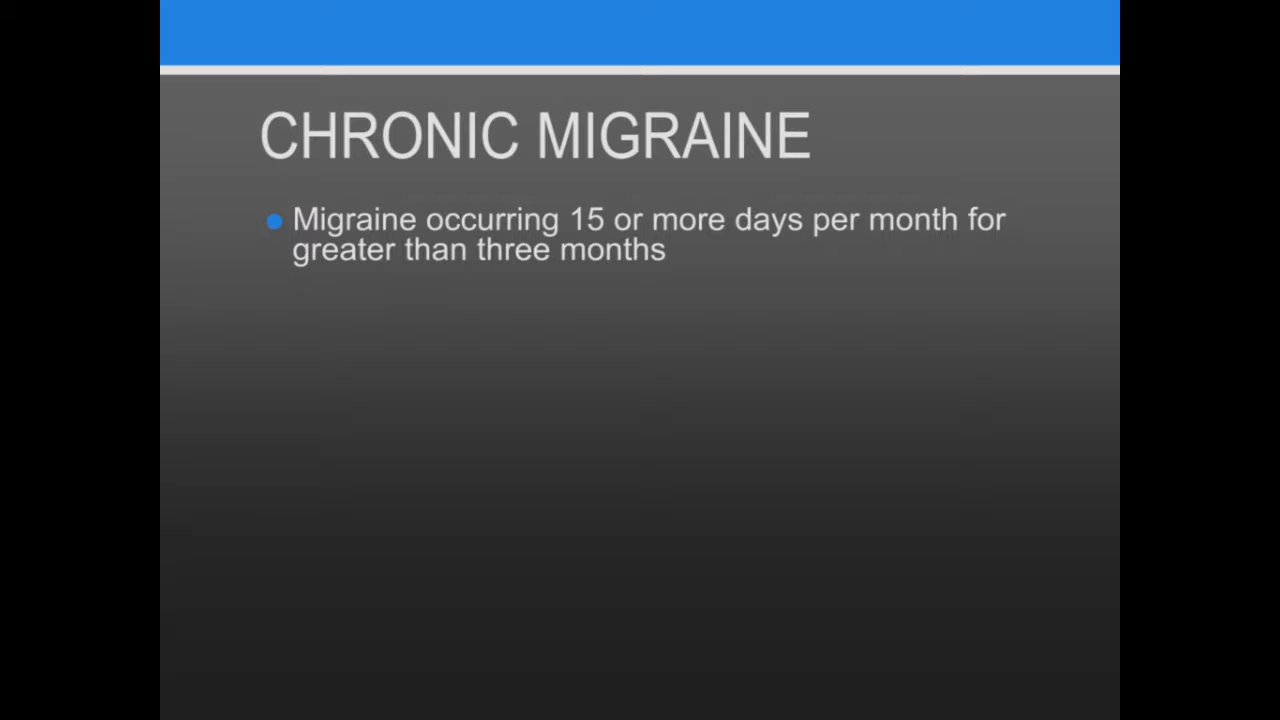 CHRONIC MIGRAINE
Migraine occurring 15 or more days per month for
greater than three months